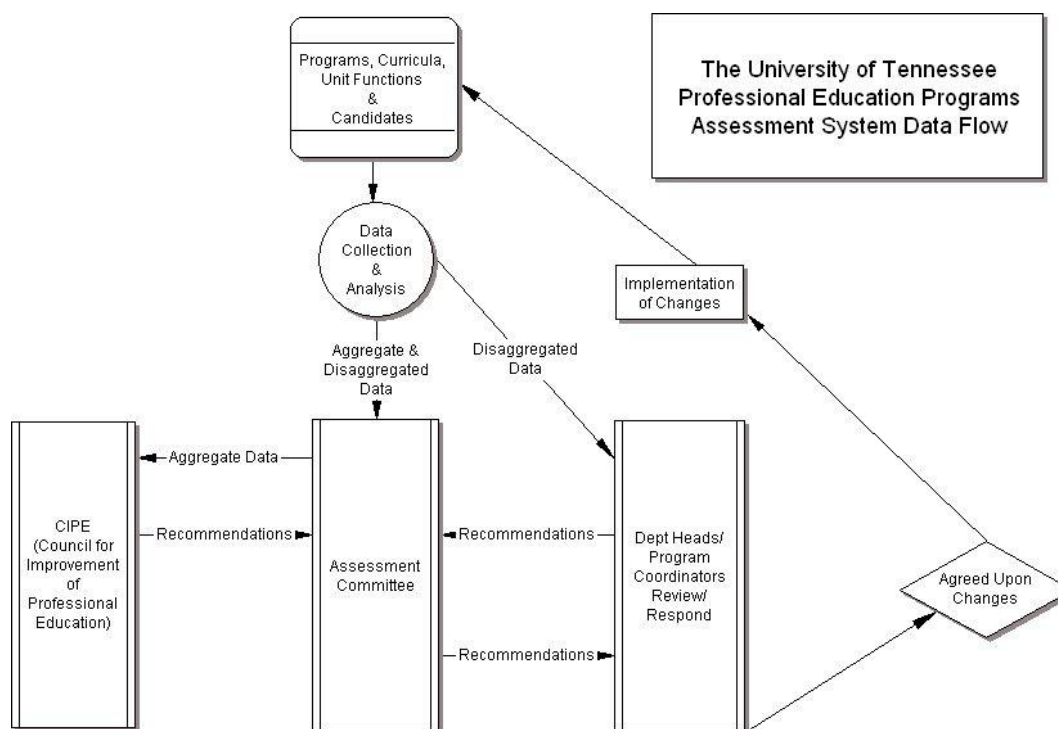 Programs, Curricula,
Unit Functions
&
Candidates
The University of Tennessee
Professional Education Programs
Assessment System Data Flow
Data
Collection
&
Analysis
Implementation
of Changes
Aggregate &
Disaggregated
Data
Disaggregated
Data
Aggregate Data
Recommendations
CIPE
(Council for
Improvement
of
Professional
Education)
Assessment
Committee
Recommendations
Dept Heads/
Program
Coordinators
Review/
Respond
Recommendations
Agreed Upon
Changes